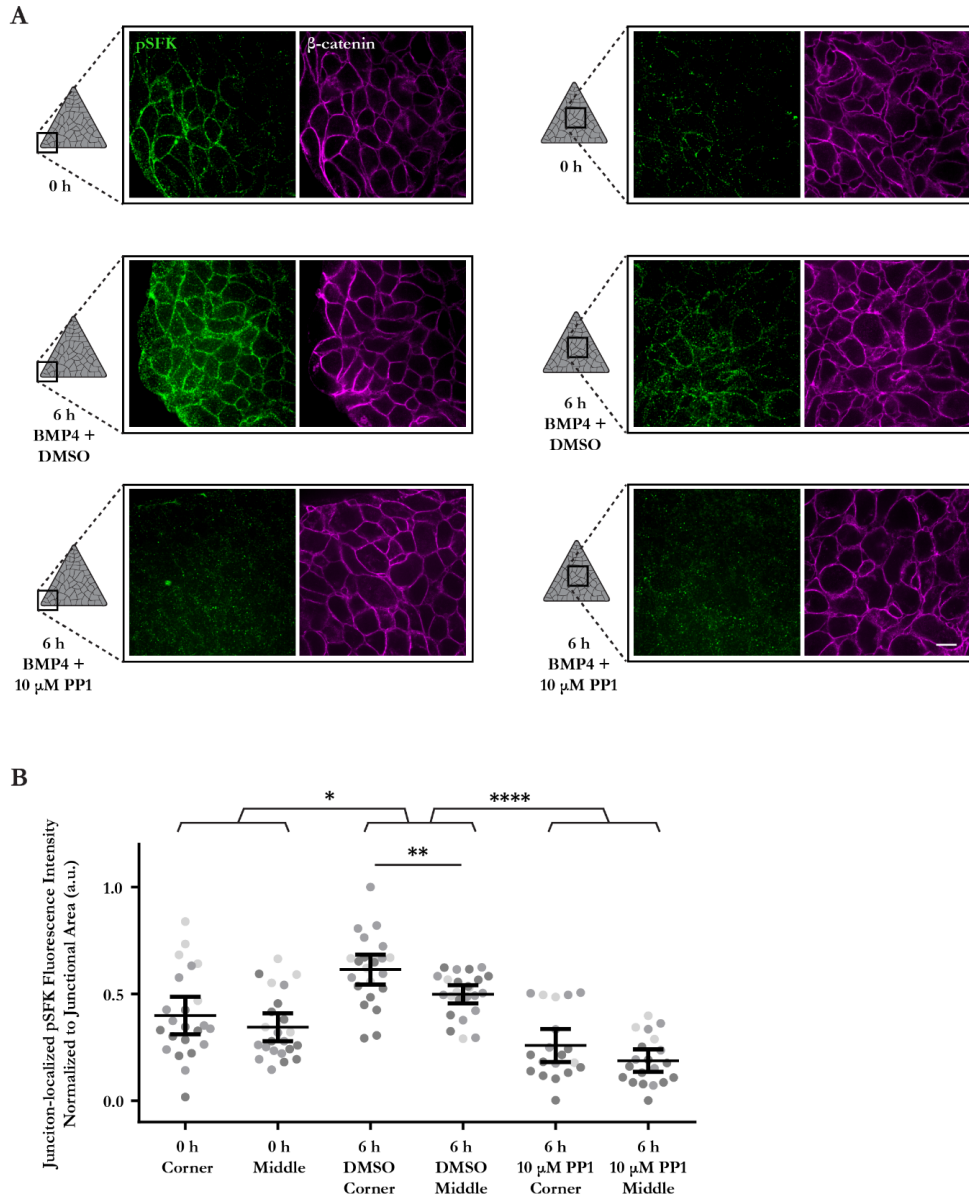 A
pSFK
β-catenin
0 h
0 h
6 h
BMP4 +
DMSO
6 h
BMP4 +
DMSO
6 h
BMP4 +
10 μM PP1
6 h
BMP4 +
10 μM PP1
B
Junciton-localized pSFK Fluorescence Intensity
Normalized to Junctional Area (a.u.)
*
****
**
1.0
0.5
0.0
0 h
Corner
0 h
Middle
6 h
DMSO
Corner
6 h
DMSO
Middle
6 h
10 μM PP1
Corner
6 h
10 μM PP1
Middle